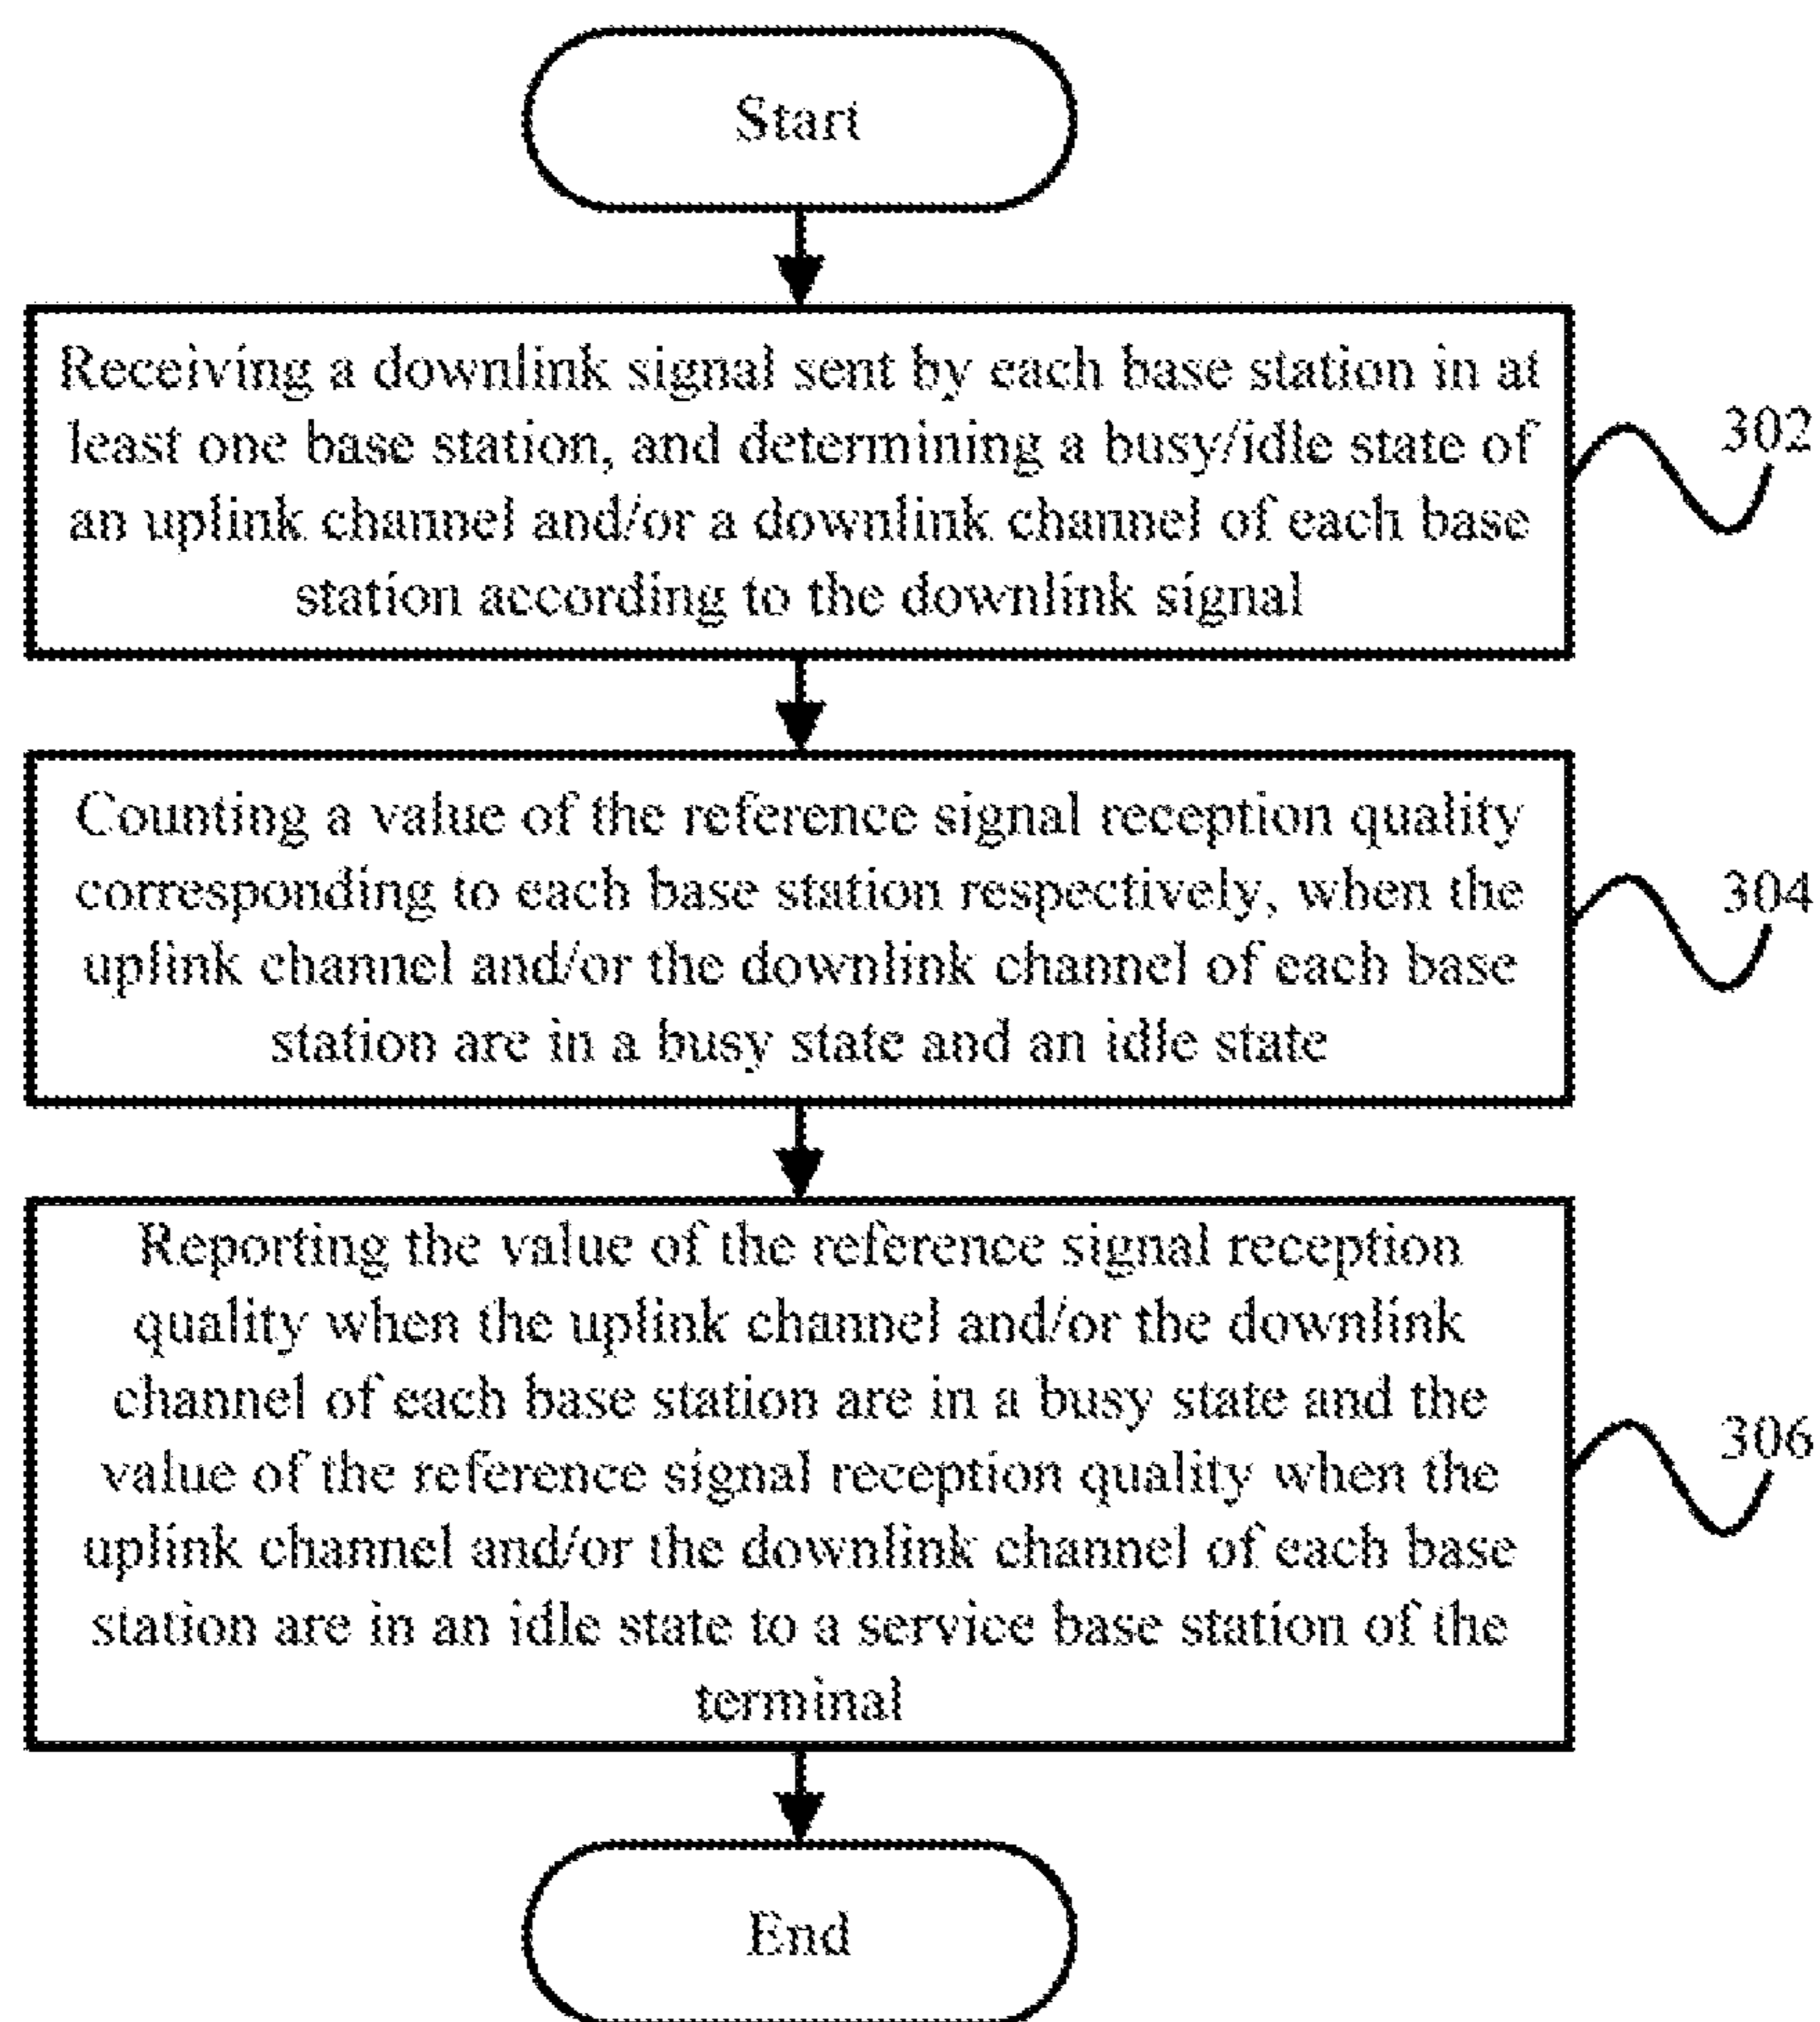 Start
Receiving a downlink signal sent by each base station in at
least one base station, and determining a busy/idle state of
an uplink channel and/or a downlink channel of each base
station according to the downlink signal
302
Counting a value of the reference signal reception quality
corresponding to each base station respectively, when the
uplink channel and/or the downlink channel of each base
station are in a busy state and an idle state
304
Reporting the value of the reference signal reception
quality when the uplink channel and/or the downlink
channel of each base station are in a busy state and the
value of the reference signal reception quality when the
uplink channel and/or the downlink channel of each base
station are in an idle state to a service base station of the
terminal
306
End